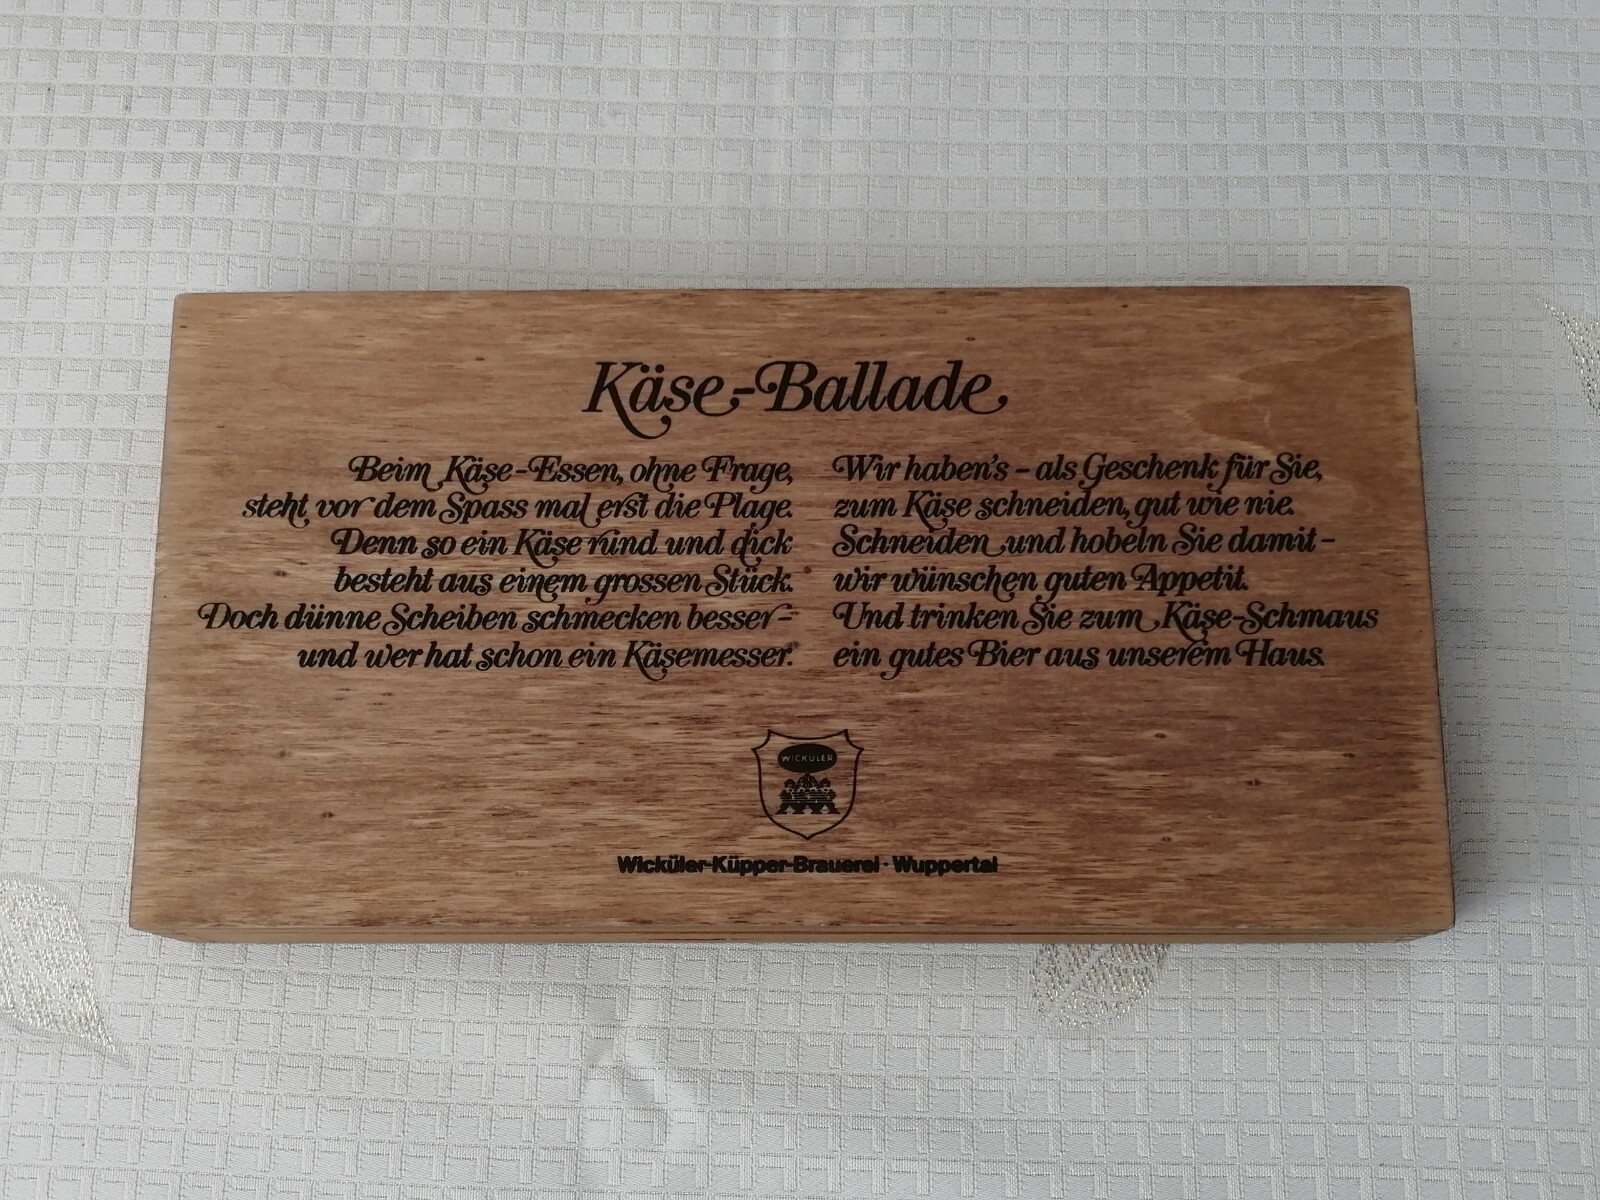 Käse-Ballade
Beim Käse-Essen, ohne Frage,
steht vor dem Spass mal erst die Plage.
Denn so ein Käse rund und dick
besteht aus einem grossen Stück.
Doch dünne Scheiben schmecken besser-
und wer hat schon ein Käsemesser.
Wir haben's - als Geschenk für Sie,
zum Käse schneiden, gut wie nie.
Schneiden und hobeln Sie damit -
wir wünschen guten Appetit.
Und trinken Sie zum Käse-Schmaus
ein gutes Bier aus unserem Haus.
WICKÜLER
Wicküler-Küpper-Brauerei · Wuppertal